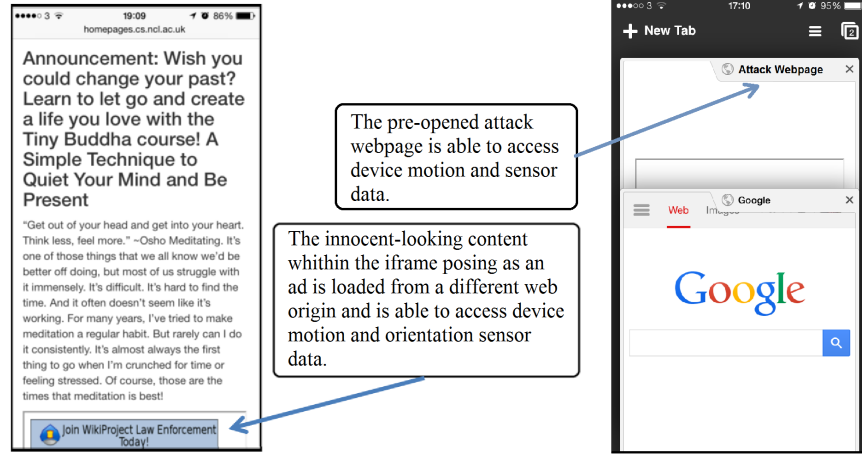 3 19:09 86%
homepages.cs.ncl.ac.uk
Announcement: Wish you
could change your past?
Learn to let go and create
a life you love with the
Tiny Buddha course! A
Simple Technique to
Quiet Your Mind and Be
Present
“Get out of your head and get into your heart.
Think less, feel more.” ~Osho Meditating. It’s
one of those things that we all know we’d be
better off doing, but most of us struggle with
it immensely. It’s difficult. It’s hard to find the
time. And it often doesn’t seem like it’s
working. For many years, I’ve tried to make
meditation a regular habit. But rarely can I do
it consistently. It’s almost always the first
thing to go when I’m crunched for time or
feeling stressed. Of course, those are the
times that meditation is best!
Join WikiProject Law Enforcement
Today!
The pre-opened attack
webpage is able to access
device motion and sensor
data.
The innocent-looking content
whithin the iframe posing as an
ad is loaded from a different web
origin and is able to access device
motion and orientation sensor
data.
3 17:10 95%
New Tab 2
Attack Webpage
Google
Web Images
Google